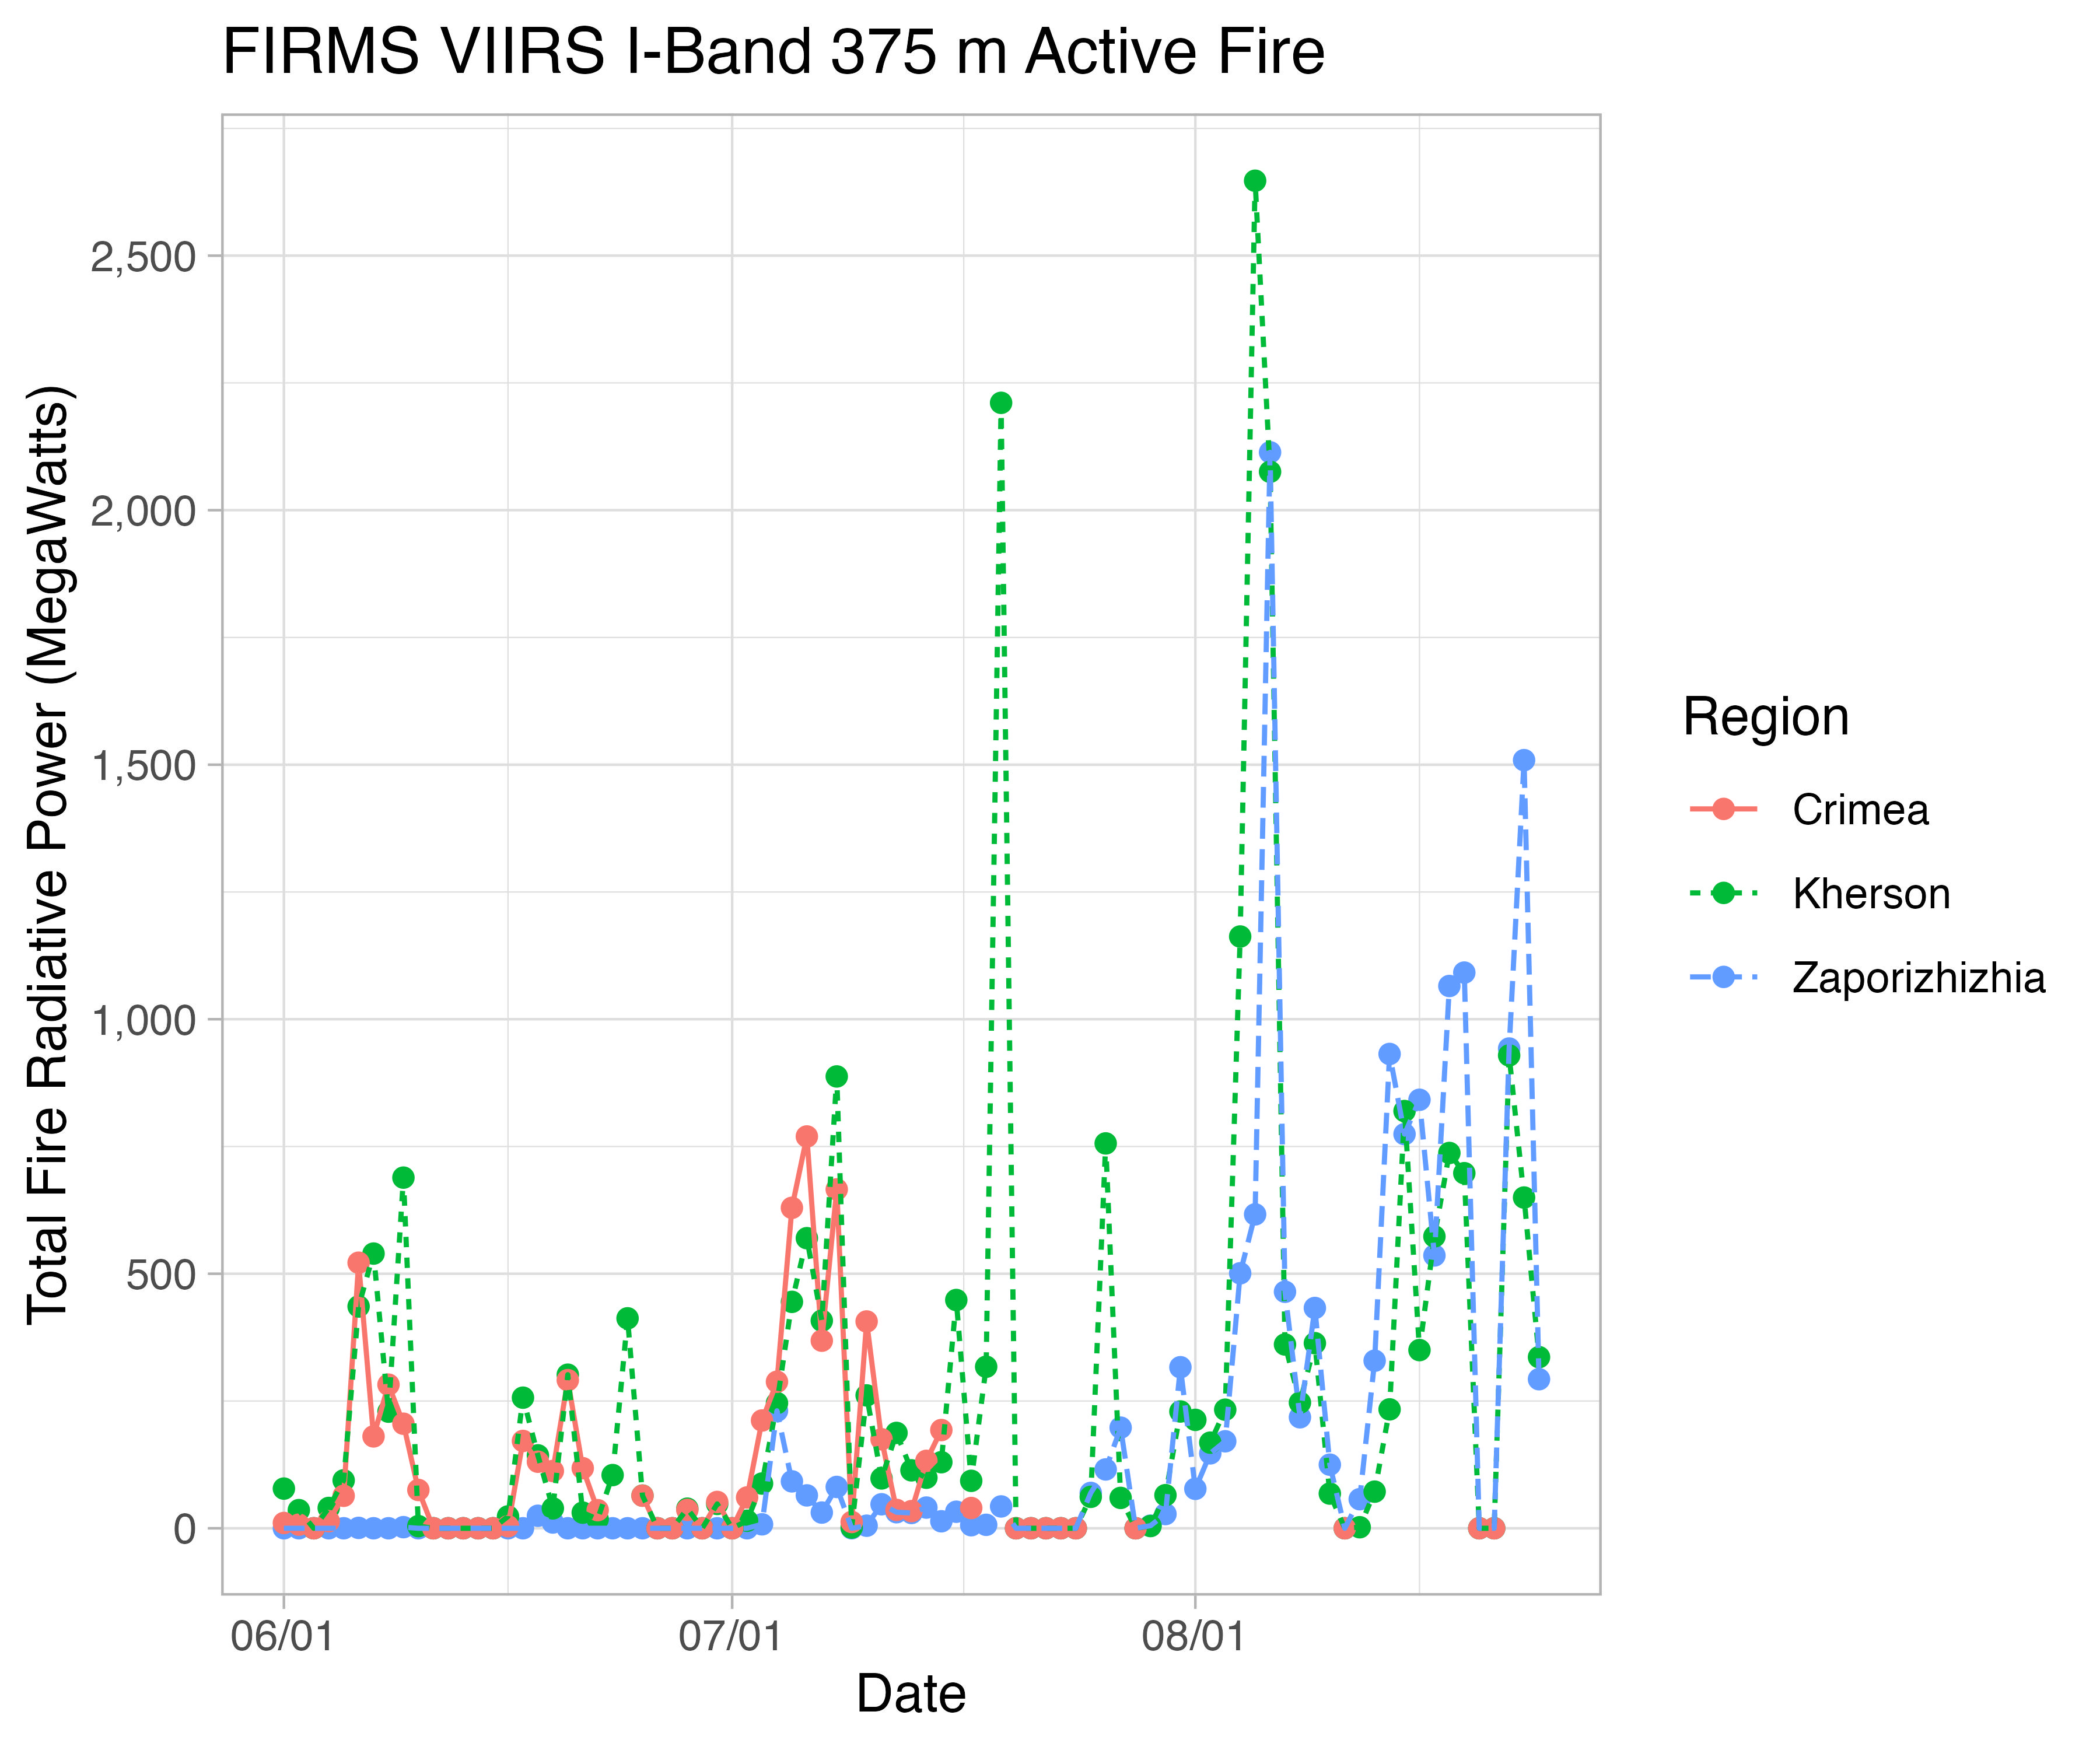 FIRMS VIIRS I-Band 375 m Active Fire
Total Fire Radiative Power (MegaWatts)
2,500
2,000
1,500
1,000
500
0
06/01
07/01
08/01
Date
Region
Crimea
Kherson
Zaporizhizhia